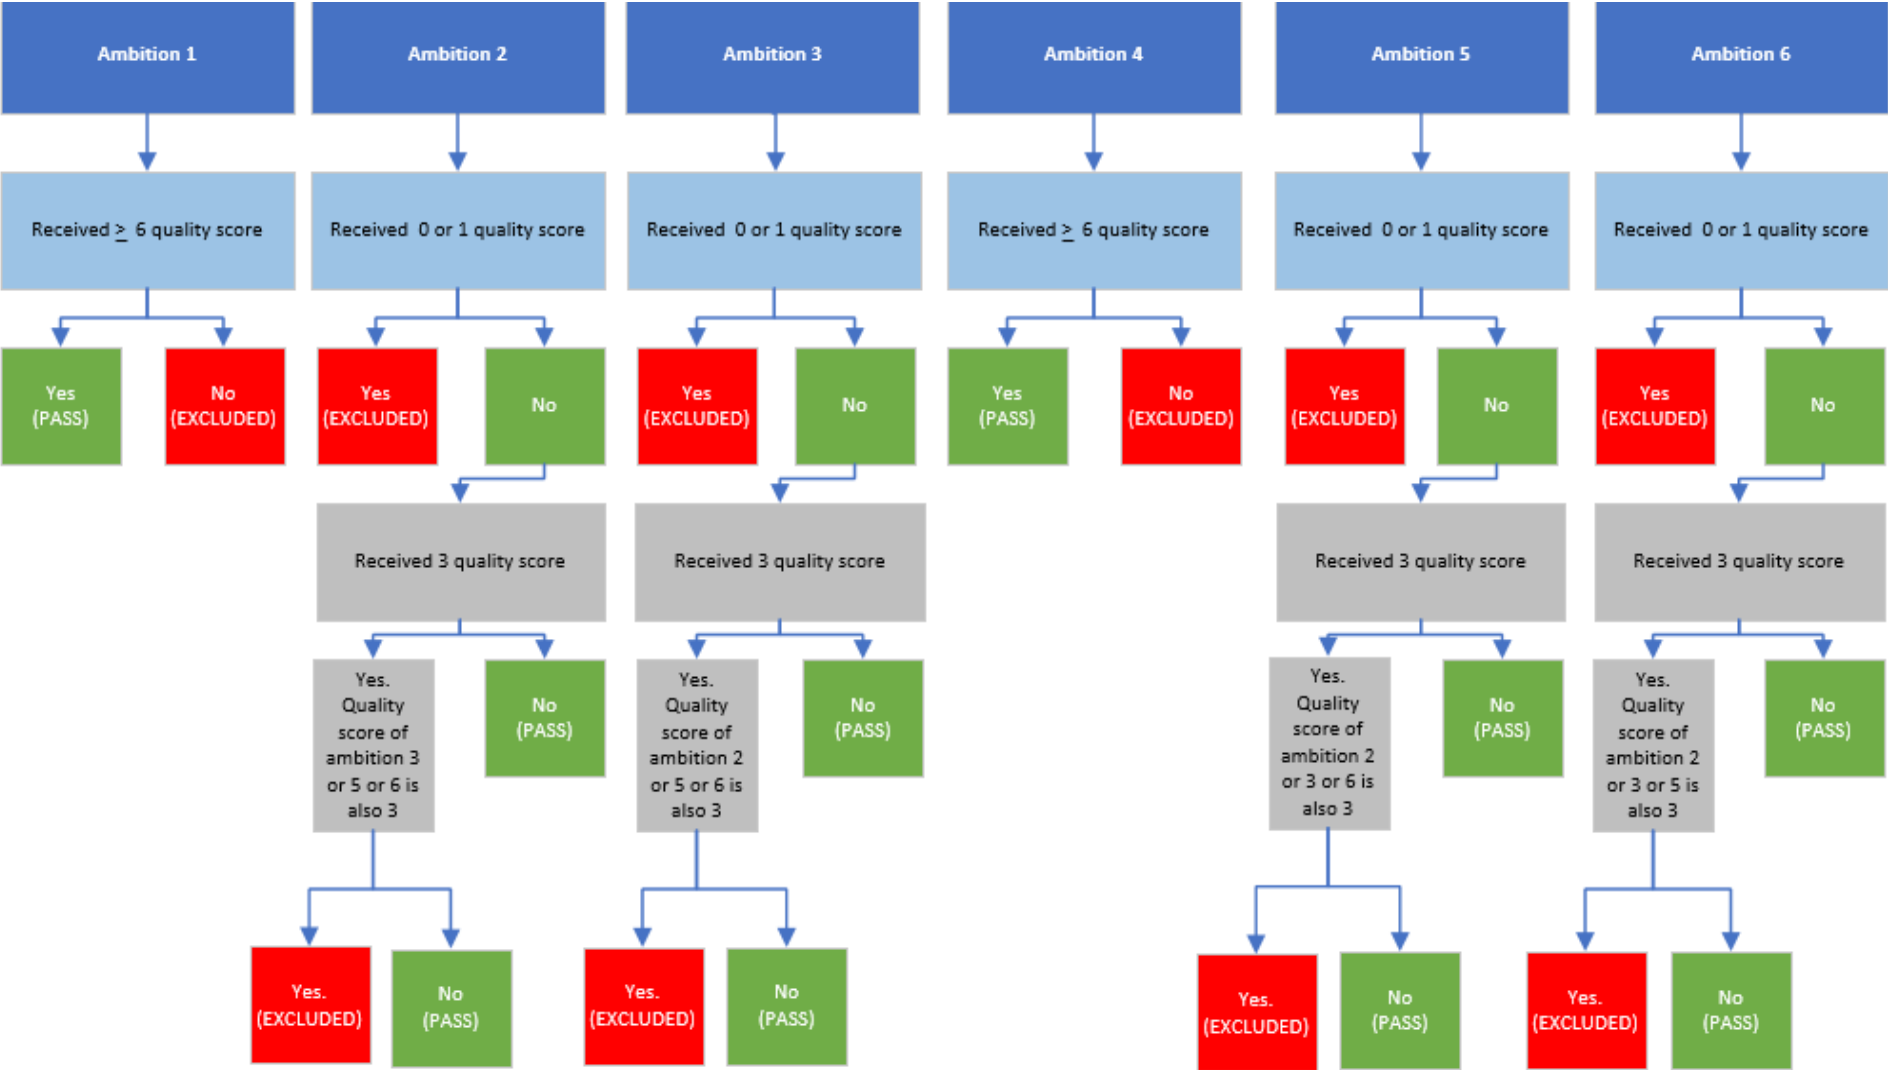 Ambition 1
Ambition 2
Ambition 3
Ambition 4
Ambition 5
Ambition 6
Received ≥ 6 quality score
Received 0 or 1 quality score
Received 0 or 1 quality score
Received ≥ 6 quality score
Received 0 or 1 quality score
Received 0 or 1 quality score
Yes
(PASS)
No
(EXCLUDED)
Yes
(EXCLUDED)
No
Yes
(EXCLUDED)
No
Yes
(PASS)
No
(EXCLUDED)
Yes
(EXCLUDED)
No
Yes
(EXCLUDED)
No
Received 3 quality score
Received 3 quality score
Received 3 quality score
Received 3 quality score
Yes.
Quality
score of
ambition 3
or 5 or 6 is
also 3
No
(PASS)
Yes.
Quality
score of
ambition 2
or 5 or 6 is
also 3
No
(PASS)
Yes.
Quality
score of
ambition 2
or 3 or 6 is
also 3
No
(PASS)
Yes.
Quality
score of
ambition 2
or 3 or 5 is
also 3
No
(PASS)
Yes.
(EXCLUDED)
No
(PASS)
Yes.
(EXCLUDED)
No
(PASS)
Yes.
(EXCLUDED)
No
(PASS)
Yes.
(EXCLUDED)
No
(PASS)